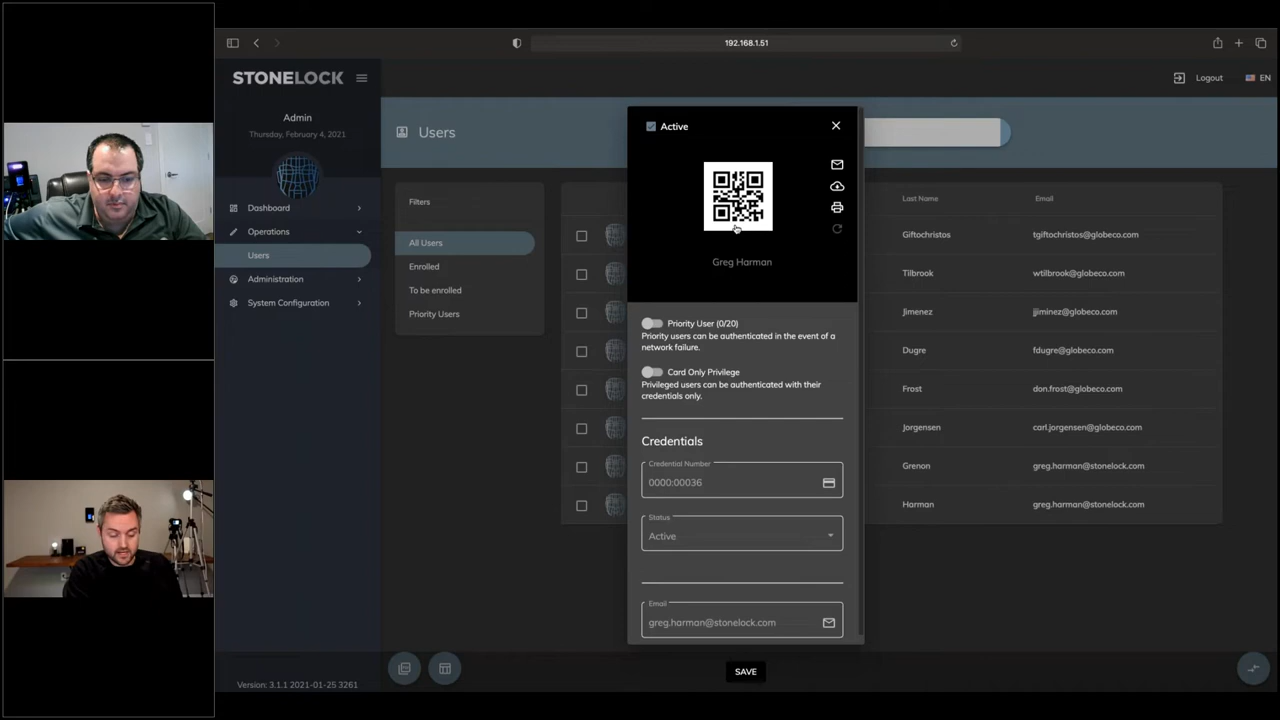 192.168.1.51
STONELOCK
Logout
EN
Admin
Thursday, February 4, 2021
Dashboard
Operations
Users
Administration
System Configuration
Version: 3.1.1 2021-01-25 3261
Users
Filters
All Users
Enrolled
To be enrolled
Priority Users
Active
Greg Harman
Priority User (0/20)
Priority users can be authenticated in the event of a
network failure.
Card Only Privilege
Privileged users can be authenticated with their
credentials only.
Credentials
Credential Number
0000:00036
Status
Active
Email
greg.harman@stonelock.com
SAVE
Last Name Email
Giftochristos tgiftochristos@globeco.com
Tilbrook wtilbrook@globeco.com
Jimenez jjiminez@globeco.com
Dugre fdugre@globeco.com
Frost don.frost@globeco.com
Jorgensen carl.jorgensen@globeco.com
Grenon greg.harman@stonelock.com
Harman greg.harman@stonelock.com